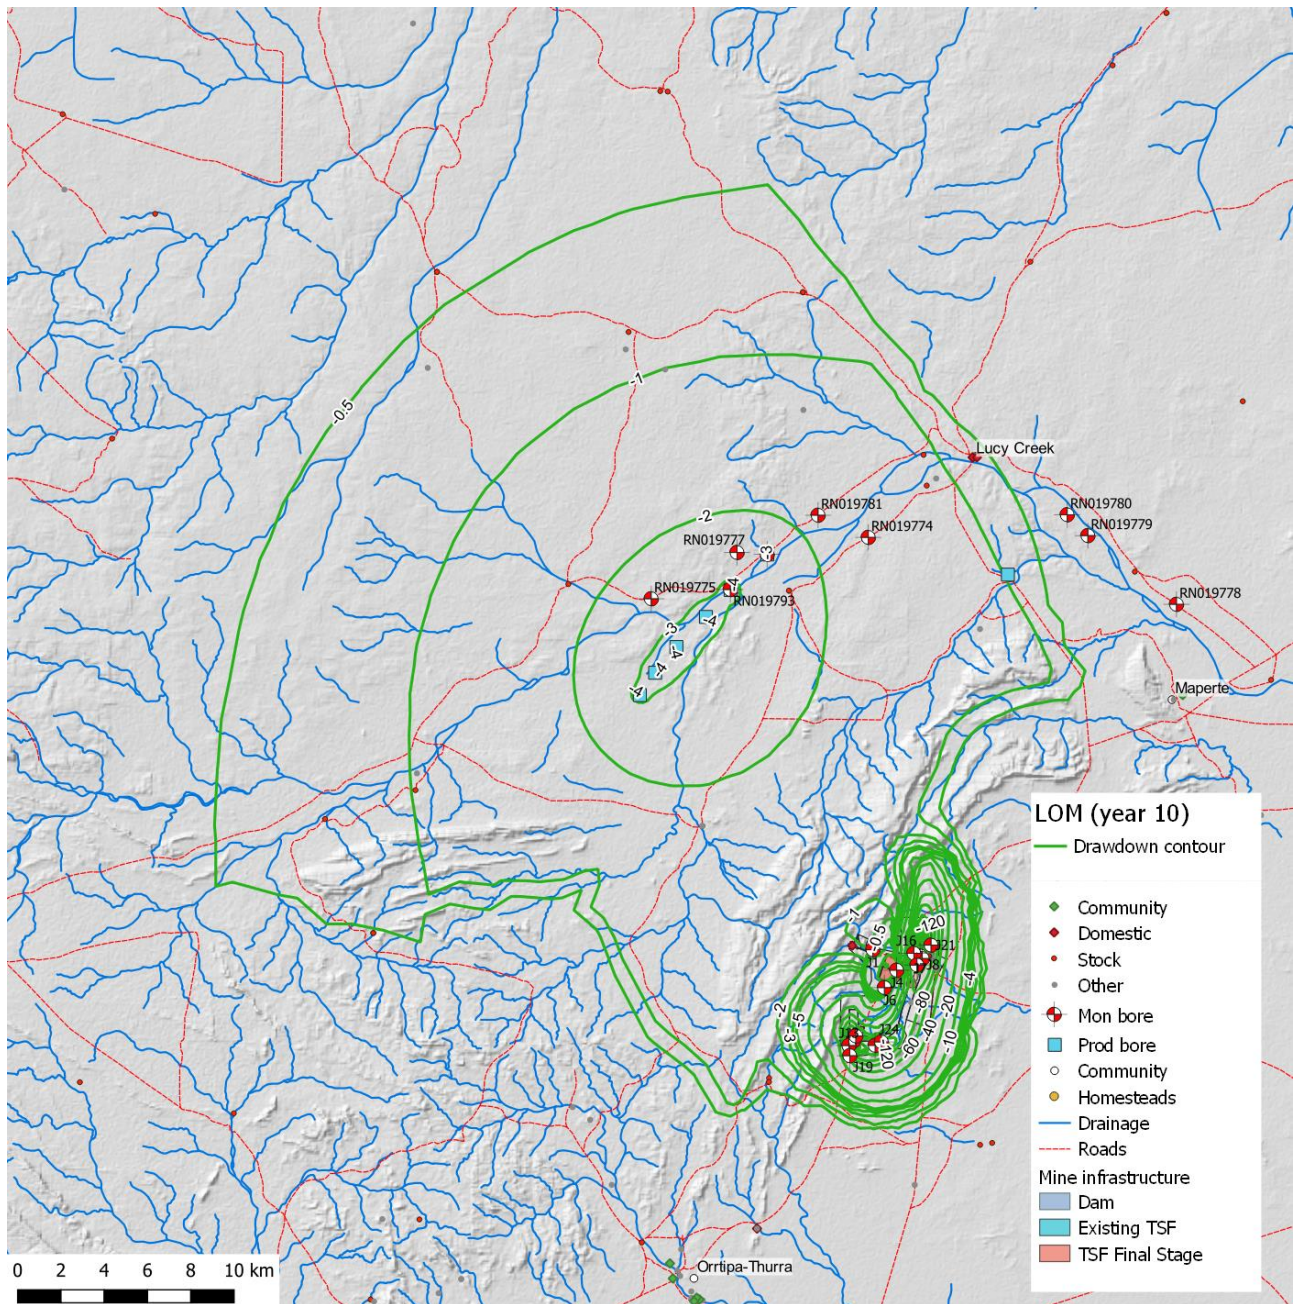 -0.5
-1
Lucy Creek
RN019781
RN019780
-2
RN019774
RN019779
RN019777
-3
RN019775
-4
RN019793
RN019778
-4
-3
-4
-4
-4
Maperte
LOM (year 10)
Drawdown contour
Community
Domestic
Stock
Other
Mon bore
Prod bore
Community
Homesteads
Drainage
Roads
Mine infrastructure
Dam
Existing TSF
TSF Final Stage
-1
-120
-0.5
J16
J21
J1
J8
-4
J4
J6
-80
-20
-2
-5
-3
-40
-10
J24
-60
-120
J19
Orrtipa-Thurra
0 2 4 6 8 10 km